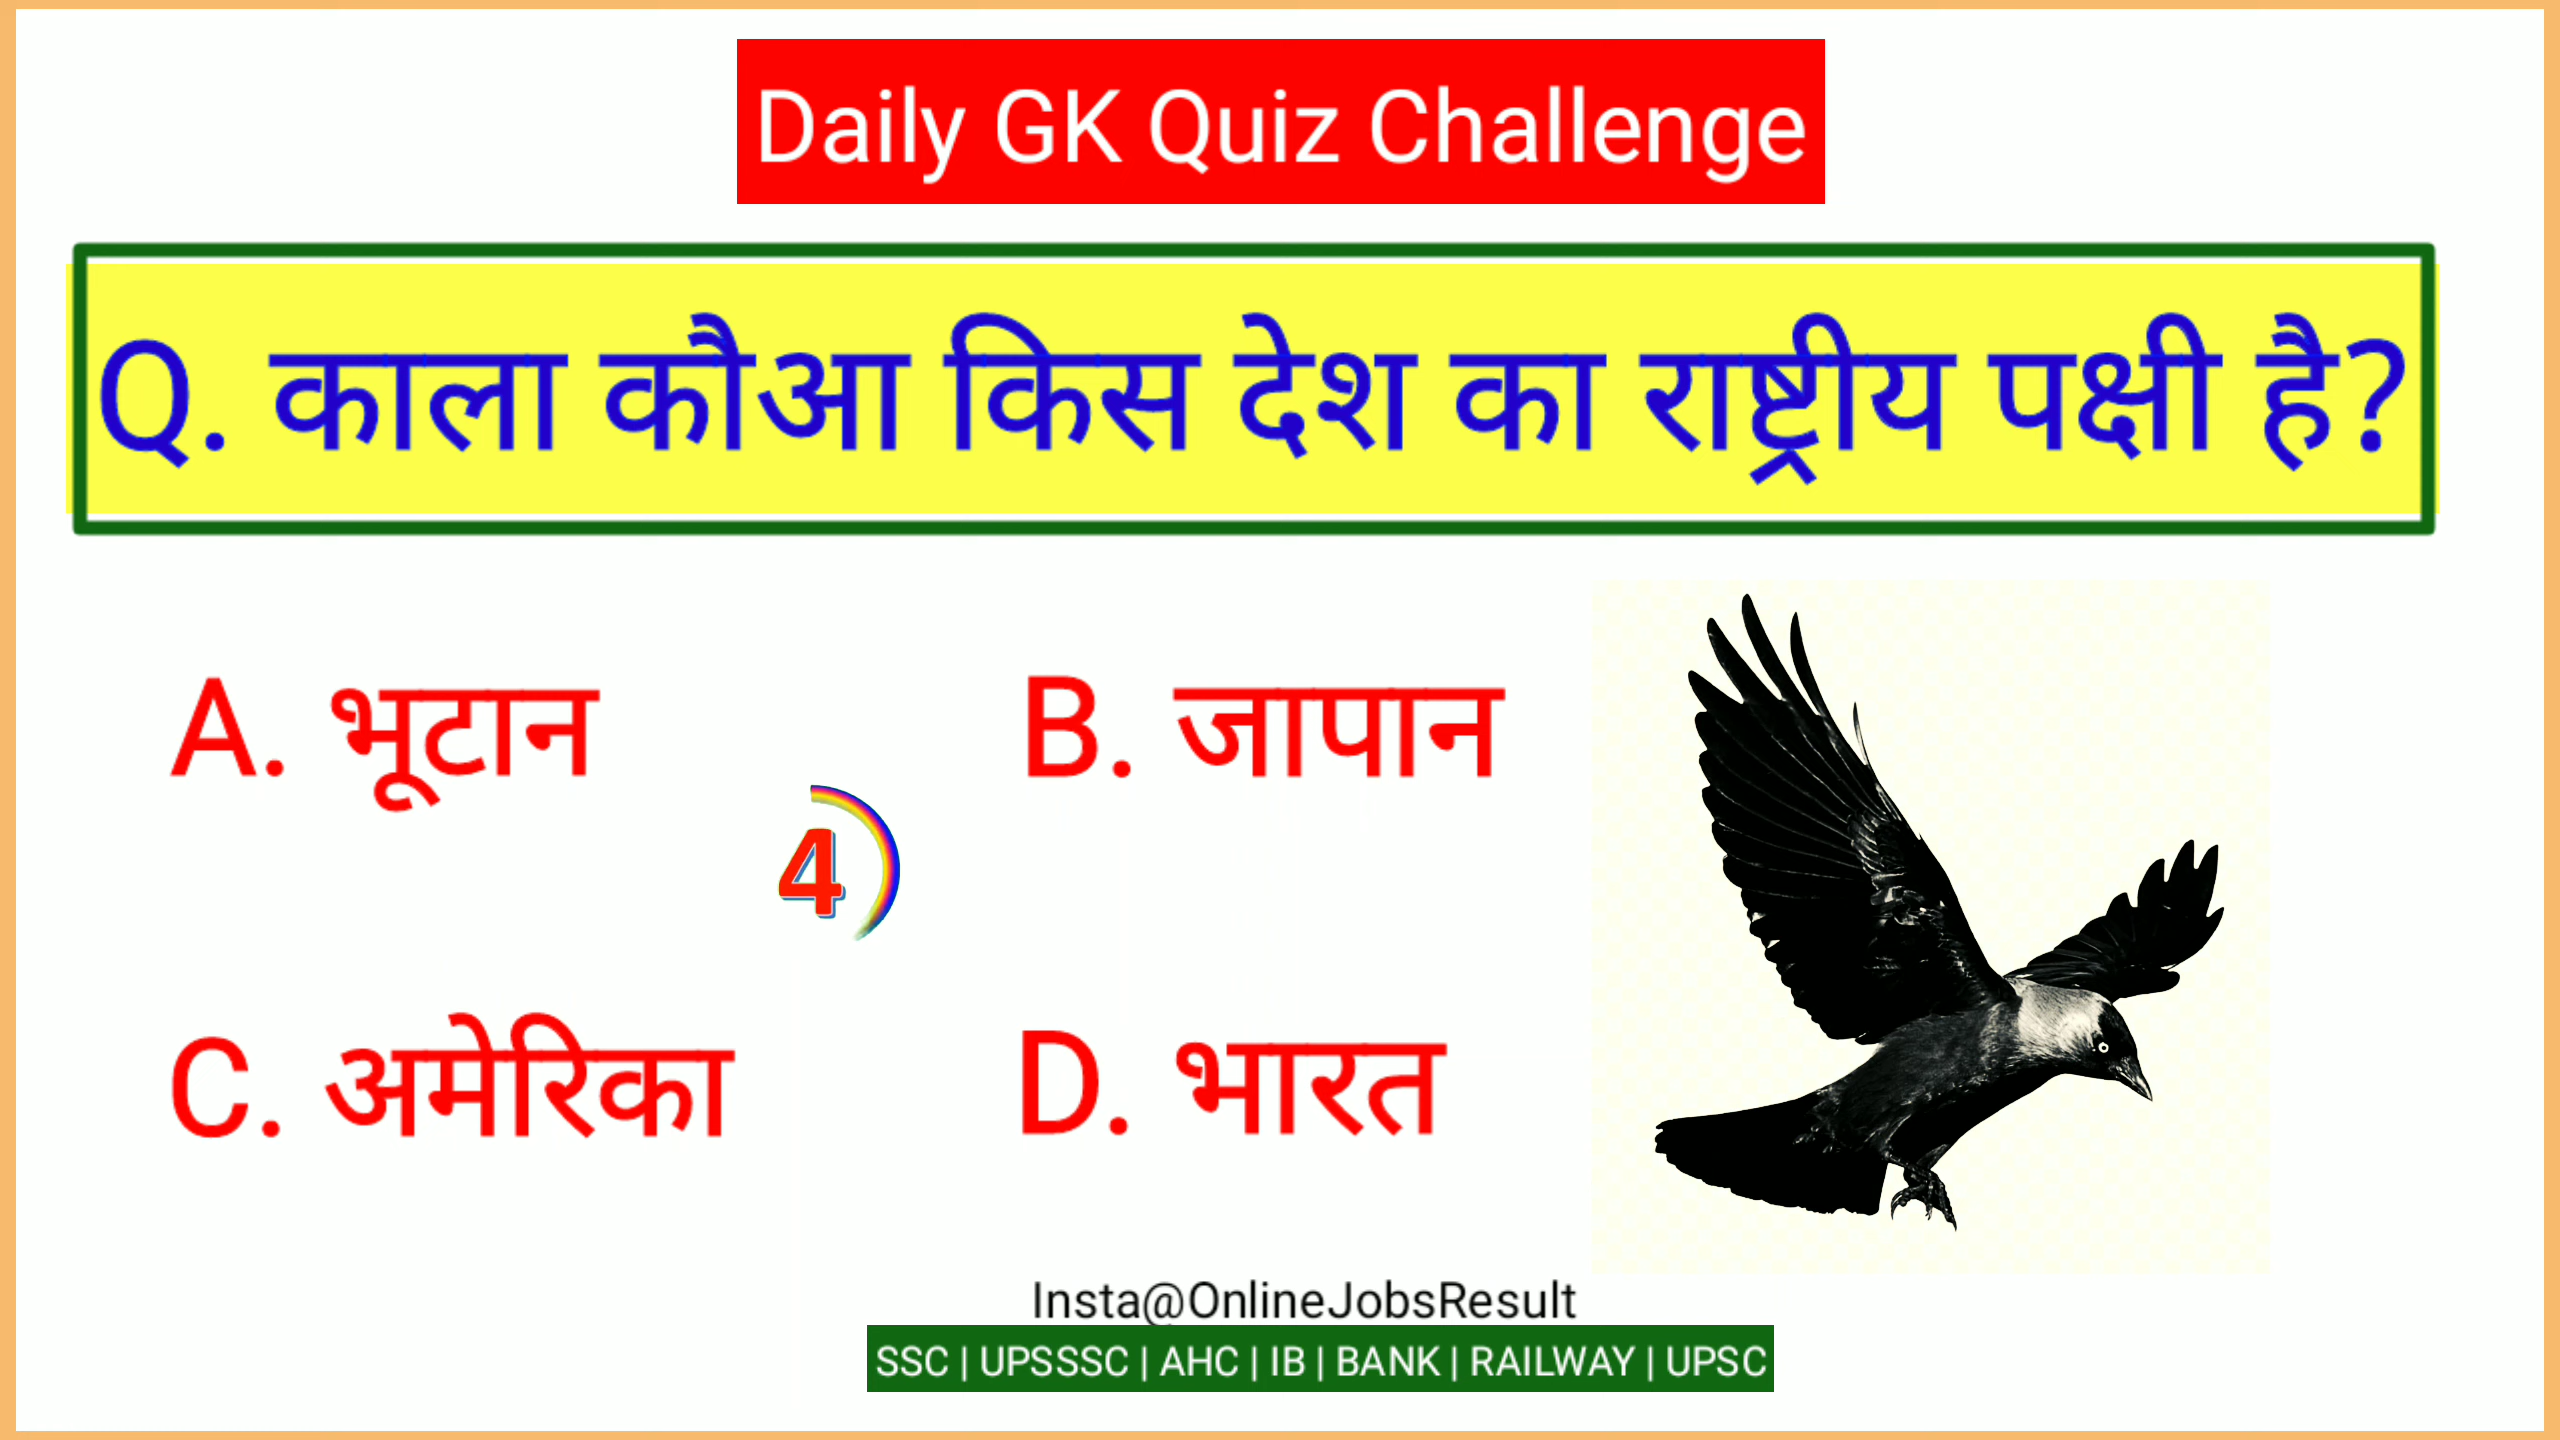 Daily GK Quiz Challenge
Q. काला कौआ किस देश का राष्ट्रीय पक्षी है?
A. भूटान
B. जापान
4
C. अमेरिका
D. भारत
Insta@OnlineJobsResult
SSC | UPSSSC | AHC | IB | BANK | RAILWAY | UPSC